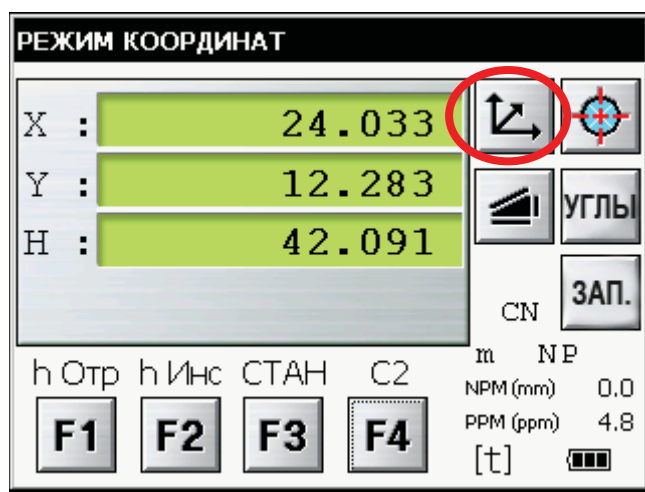 РЕЖИМ КООРДИНАТ
X : 24.033
Y : 12.283
H : 42.091
УГЛЫ
ЗАП.
CN
m NP
NPM (mm) 0.0
PPM (ppm) 4.8
[t]
h Отр h Инс СТАН C2
F1 F2 F3 F4